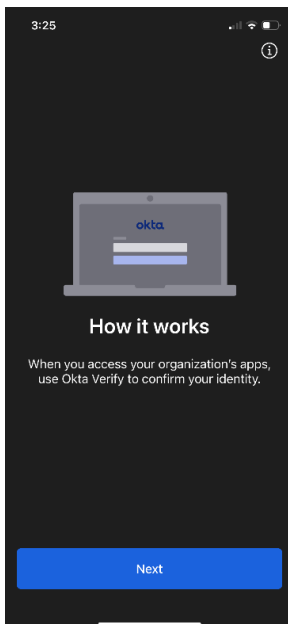 3:25
okta
How it works
When you access your organization's apps,
use Okta Verify to confirm your identity.
Next